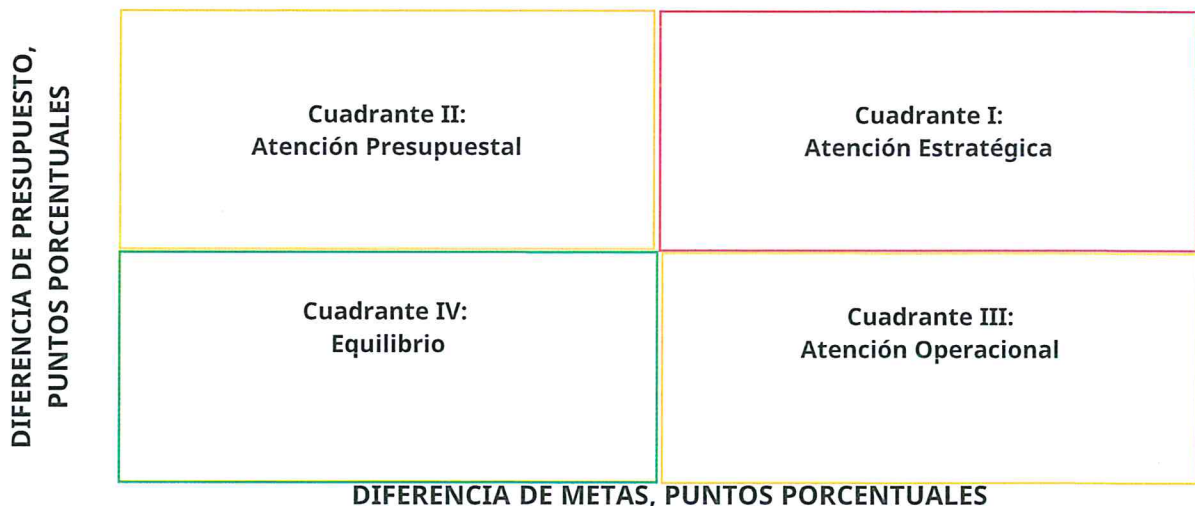 DIFERENCIA DE PRESUPUESTO,
PUNTOS PORCENTUALES
Cuadrante II:
Atención Presupuestal
Cuadrante I:
Atención Estratégica
Cuadrante IV:
Equilibrio
Cuadrante III:
Atención Operacional
DIFERENCIA DE METAS, PUNTOS PORCENTUALES